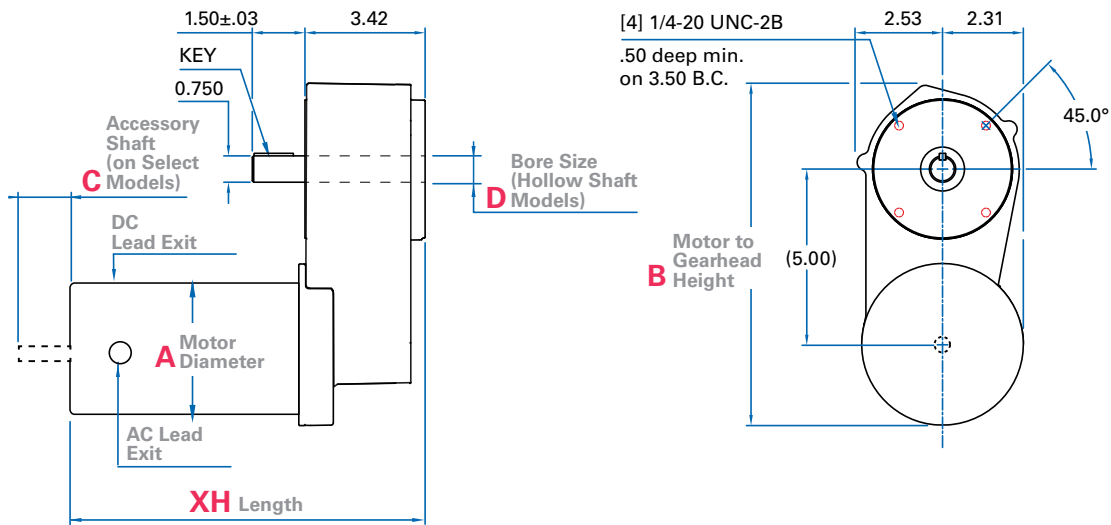 1.50±.03
3.42
KEY
0.750
Accessory
Shaft
(on Select
C Models)
DC
Lead Exit
A Motor
Diameter
AC Lead
Exit
XH Length
Bore Size
(Hollow Shaft
D Models)
[4] 1/4-20 UNC-2B
.50 deep min.
on 3.50 B.C.
2.53
2.31
45.0°
Motor to
Gearhead
B Height
(5.00)